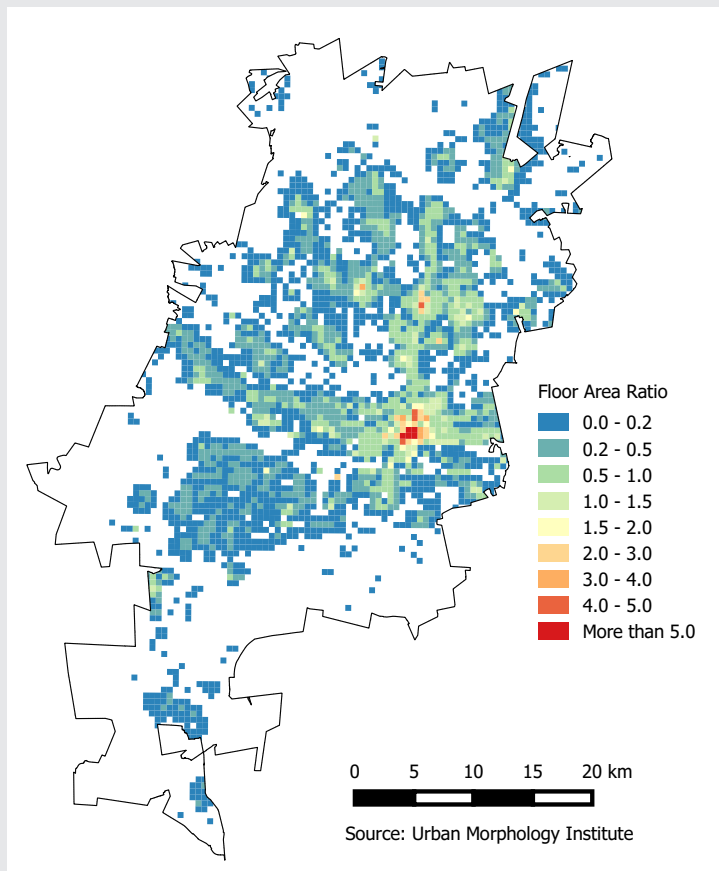 Floor Area Ratio
0.0 - 0.2
0.2 - 0.5
0.5 - 1.0
1.0 - 1.5
1.5 - 2.0
2.0 - 3.0
3.0 - 4.0
4.0 - 5.0
More than 5.0
0 5 10 15 20 km
Source: Urban Morphology Institute